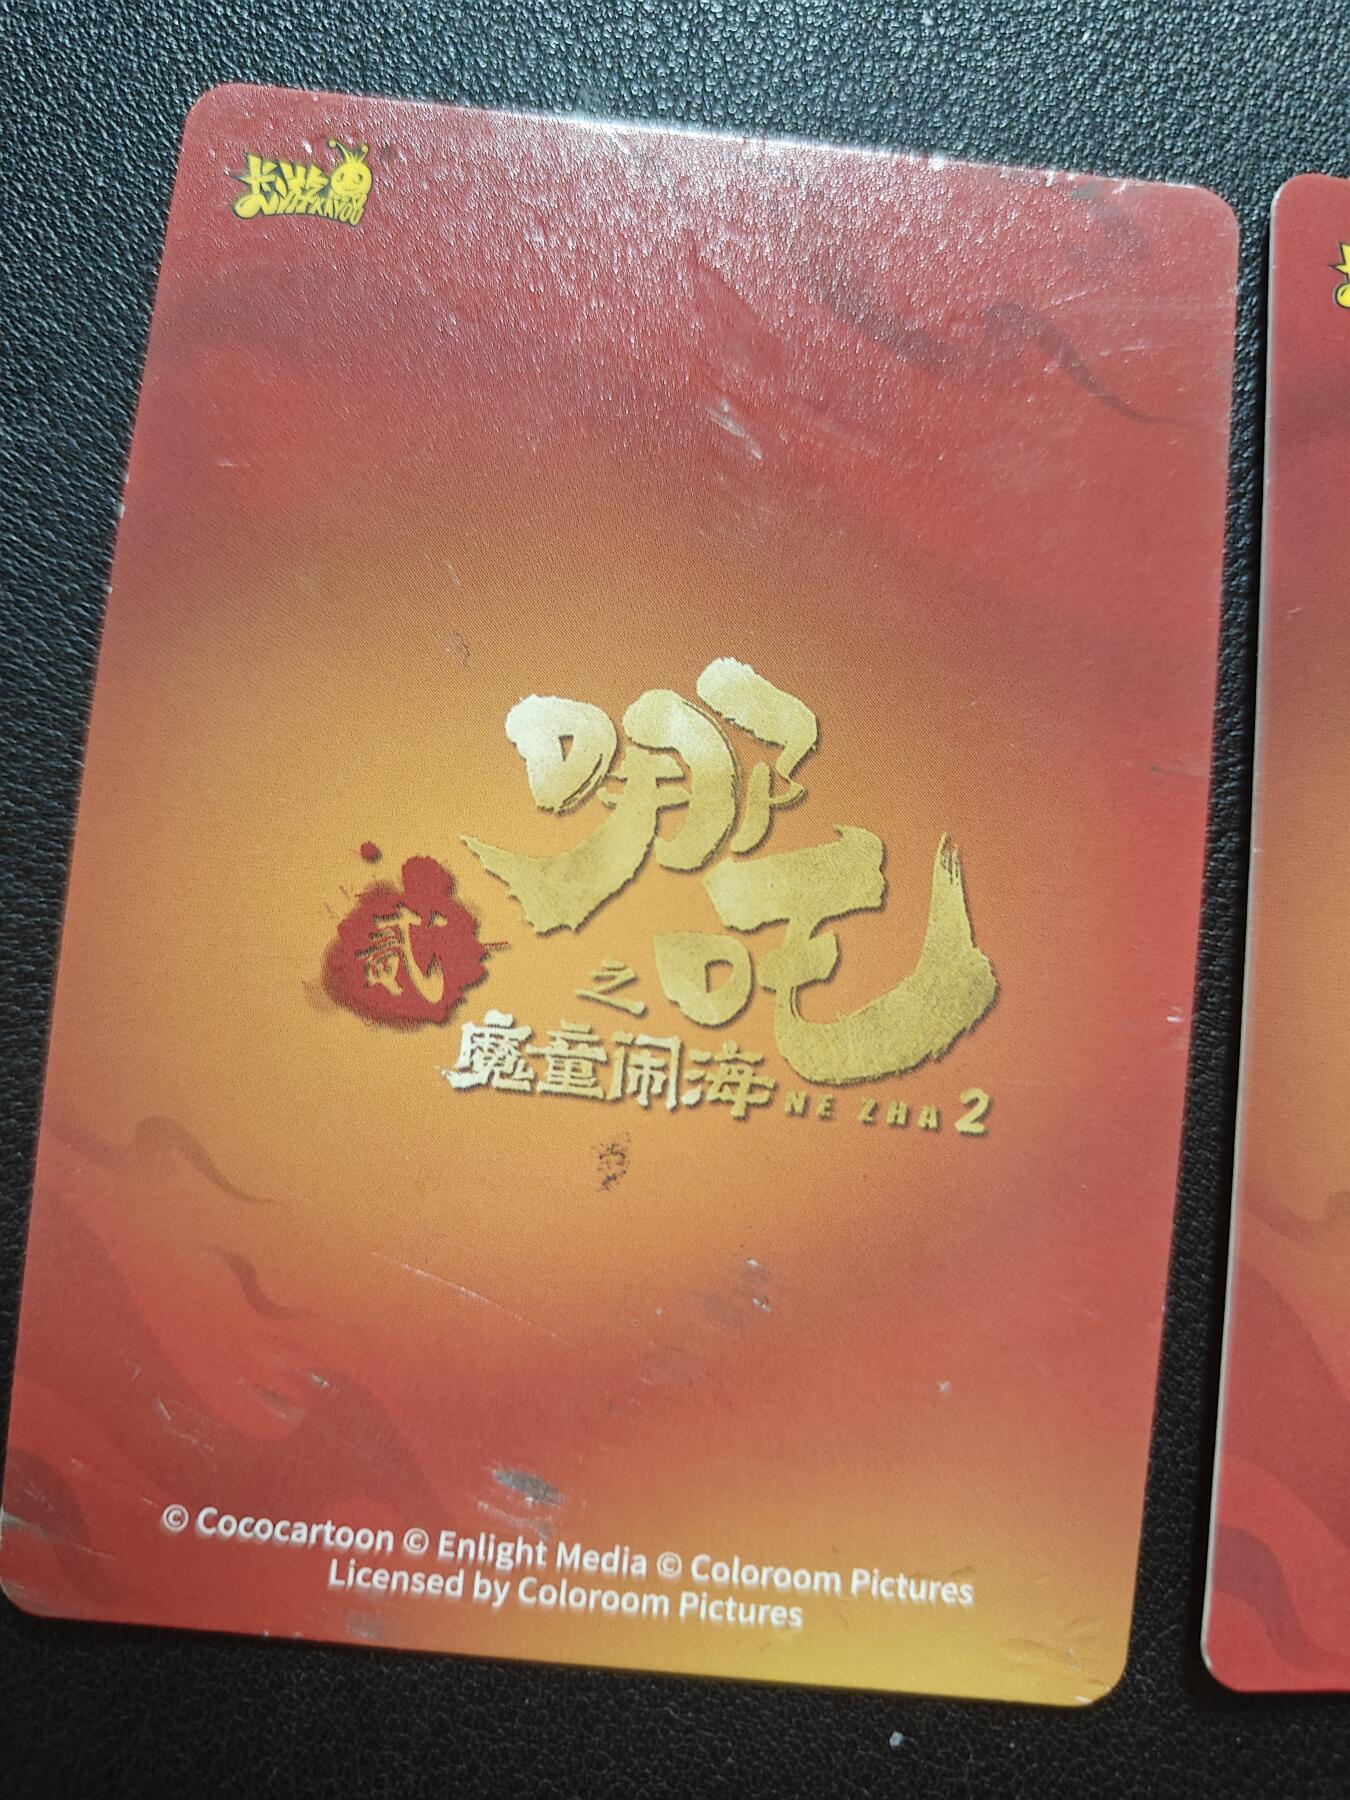 卡游 KAYOU
哪吒
贰
之
魔童闹海 NE ZHA 2
© Cococartoon © Enlight Media © Coloroom Pictures
Licensed by Coloroom Pictures